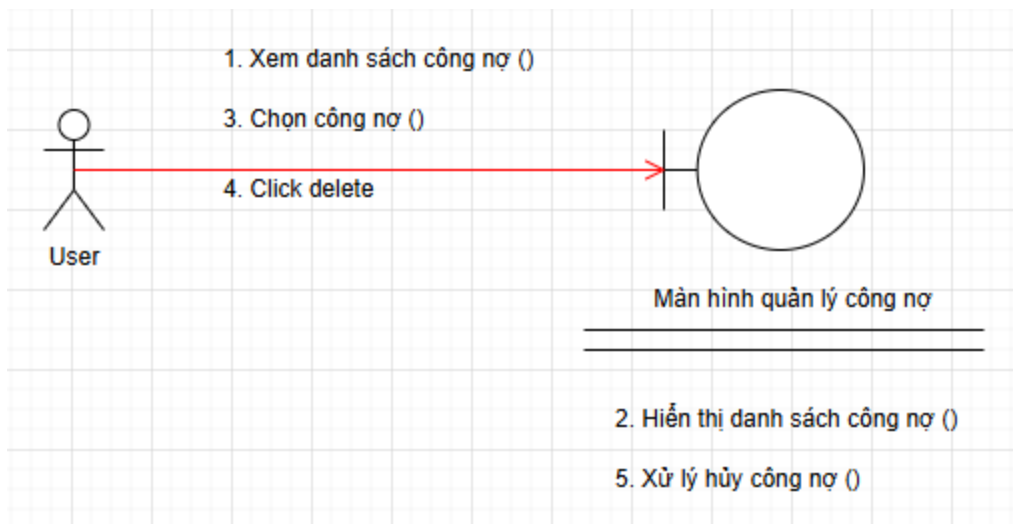 1. Xem danh sách công nợ ()
3. Chọn công nợ ()
4. Click delete
User
Màn hình quản lý công nợ
2. Hiển thị danh sách công nợ ()
5. Xử lý hủy công nợ ()